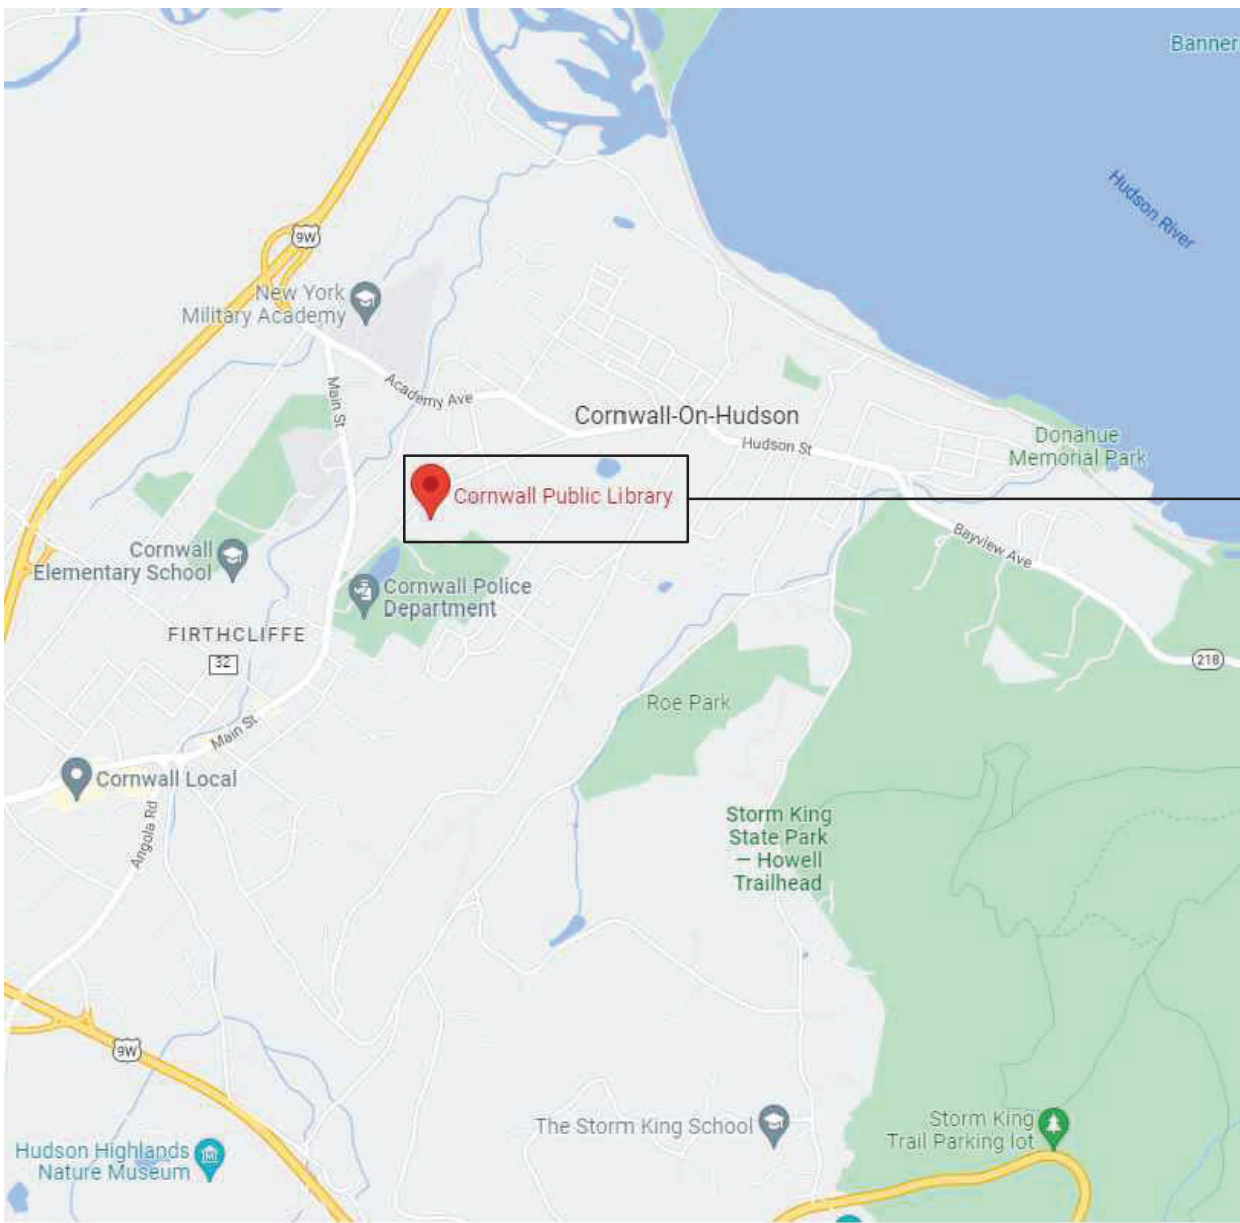 Banner
Hudson River
9W
New York
Military Academy
Main St
Academy Ave
Cornwall-On-Hudson
Hudson St
Donahue
Memorial Park
Cornwall Public Library
Bayview Ave
Cornwall
Elementary School
Cornwall Police
Department
FIRTHCLIFFE
32
218
Roe Park
Main St
Cornwall Local
Angola Rd
Storm King
State Park
— Howell
Trailhead
9W
The Storm King School
Storm King
Trail Parking lot
Hudson Highlands
Nature Museum